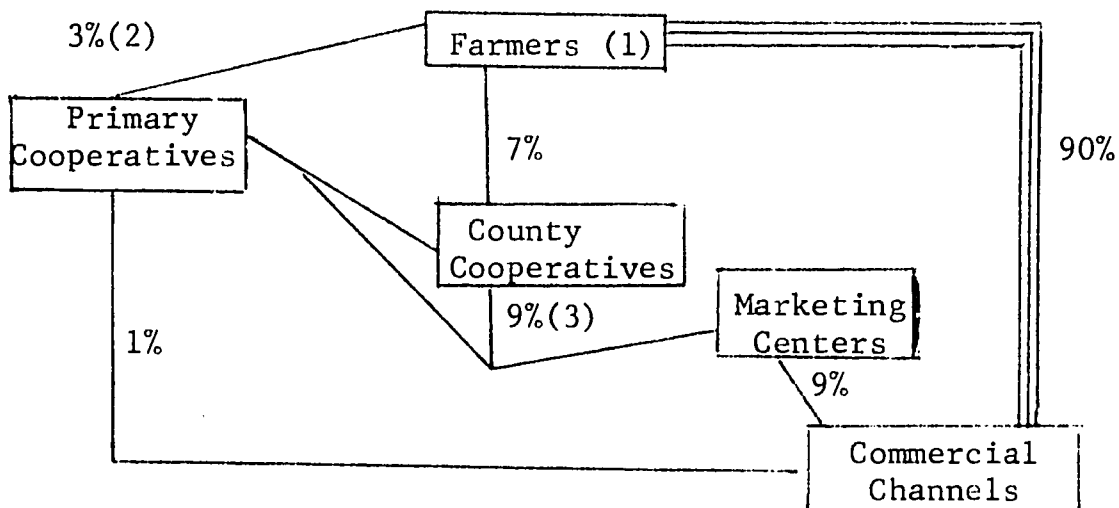 3%(2)
Farmers (1)
Primary
Cooperatives
7%
90%
County
Cooperatives
9%(3)
Marketing
Centers
1%
9%
Commercial
Channels